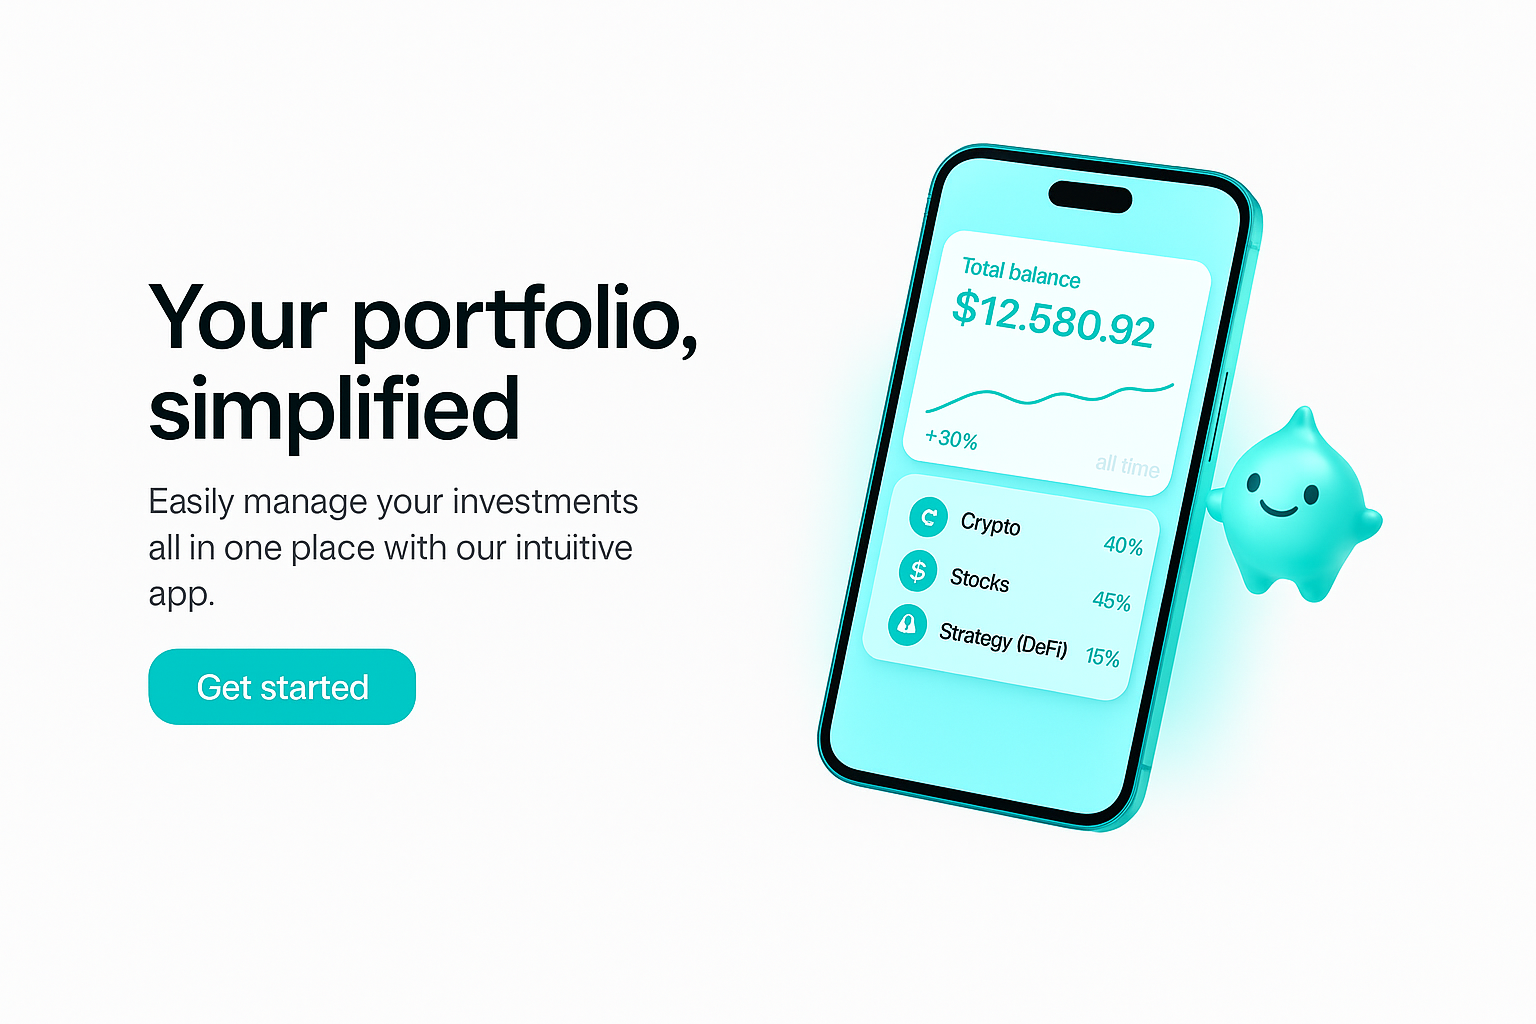 Your portfolio,
simplified
Easily manage your investments
all in one place with our intuitive
app.
Get started
Total balance
$12.580.92
+30%
all time
Crypto 40%
Stocks 45%
Strategy (DeFi) 15%